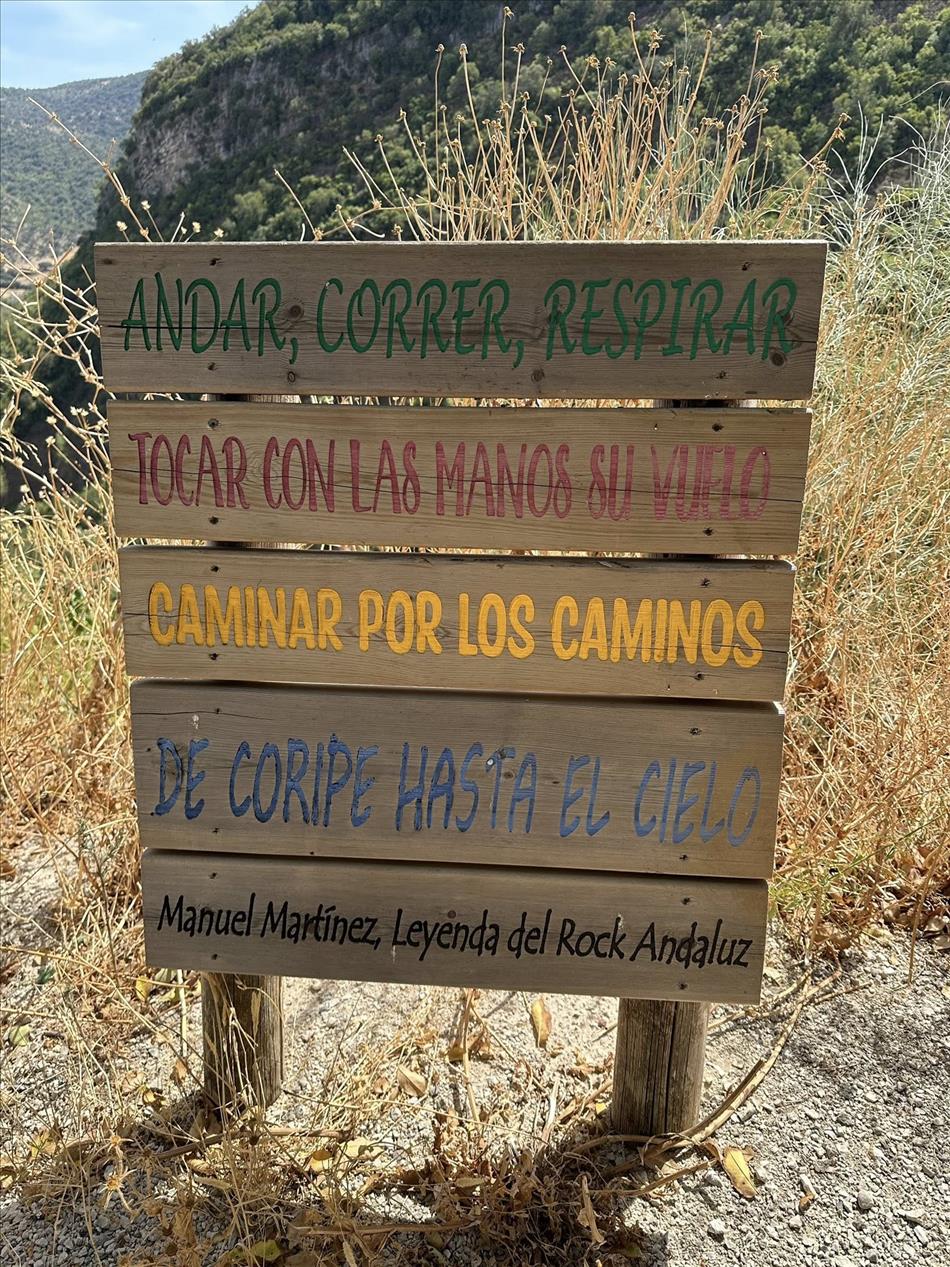 ANDAR, CORRER, RESPIRAR
TOCAR CON LAS MANOS SU VUELO
CAMINAR POR LOS CAMINOS
DE CORIPE HASTA EL CIELO
Manuel Martínez, Leyenda del Rock Andaluz